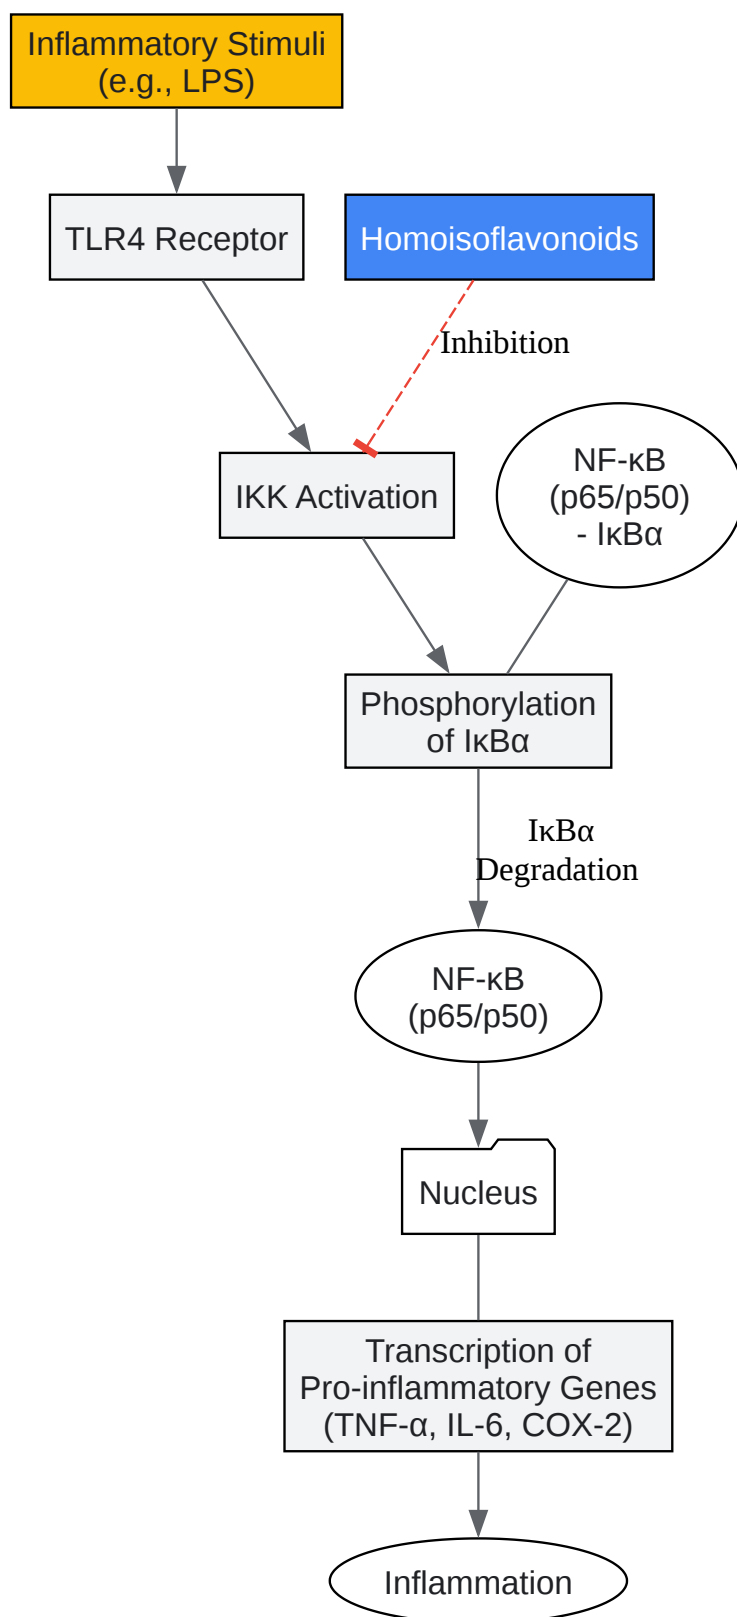 Inflammatory Stimuli
(e.g., LPS)
TLR4 Receptor
Homoisoflavonoids
Inhibition
IKK Activation
NF-κB
(p65/p50)
- IκBα
Phosphorylation
of IκBα
IκBα
Degradation
NF-κB
(p65/p50)
Nucleus
Transcription of
Pro-inflammatory Genes
(TNF-α, IL-6, COX-2)
Inflammation